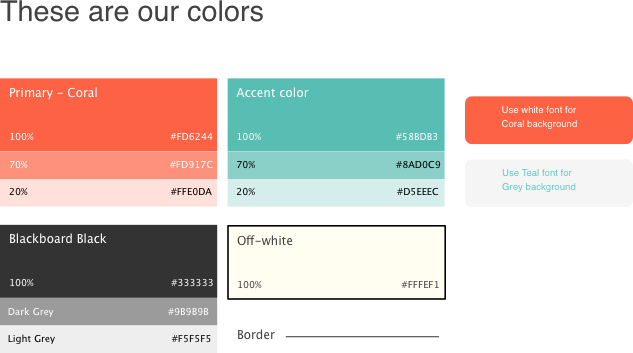 These are our colors
Primary - Coral
100% #FD6244
70% #FD917C
20% #FFE0DA
Accent color
100% #58BDB3
70% #8AD0C9
20% #D5EEEC
Use white font for
Coral background
Use Teal font for
Grey background
Blackboard Black
100% #333333
Dark Grey #9B9B9B
Light Grey #F5F5F5
Off-white
100% #FFFEF1
Border